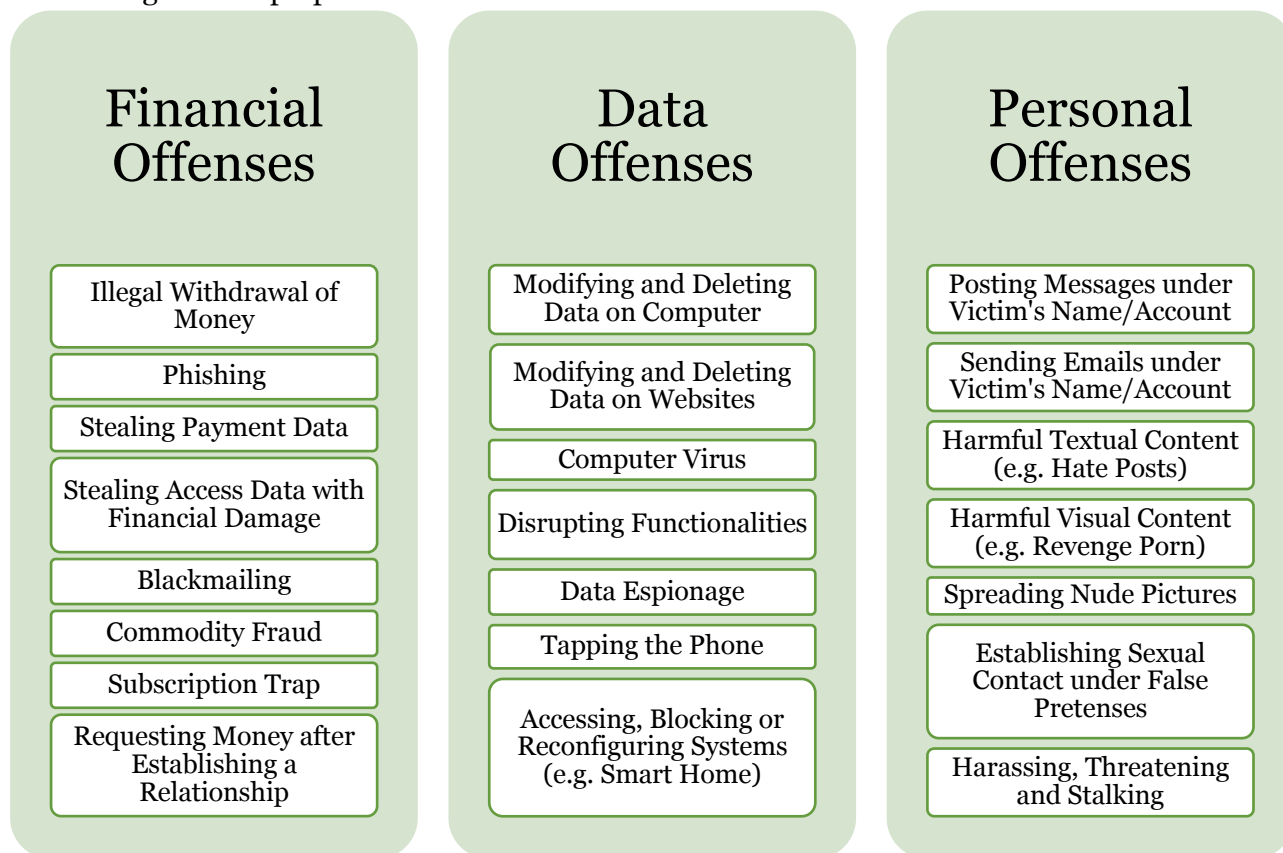 Financial
Offenses
Illegal Withdrawal of
Money
Phishing
Stealing Payment Data
Stealing Access Data with
Financial Damage
Blackmailing
Commodity Fraud
Subscription Trap
Requesting Money after
Establishing a
Relationship
Data
Offenses
Modifying and Deleting
Data on Computer
Modifying and Deleting
Data on Websites
Computer Virus
Disrupting Functionalities
Data Espionage
Tapping the Phone
Accessing, Blocking or
Reconfiguring Systems
(e.g. Smart Home)
Personal
Offenses
Posting Messages under
Victim's Name/Account
Sending Emails under
Victim's Name/Account
Harmful Textual Content
(e.g. Hate Posts)
Harmful Visual Content
(e.g. Revenge Porn)
Spreading Nude Pictures
Establishing Sexual
Contact under False
Pretenses
Harassing, Threatening
and Stalking